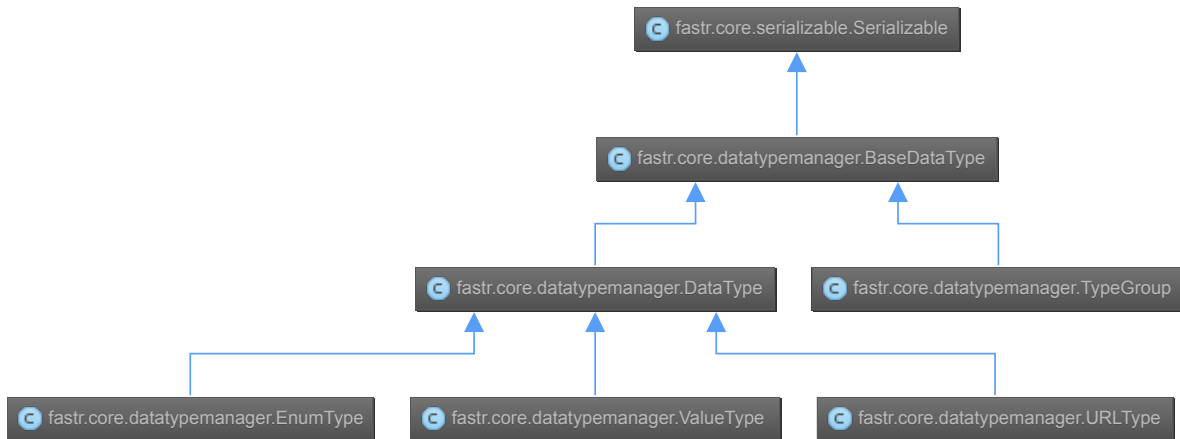 C fastr.core.serializable.Serializable
C fastr.core.datatypemanager.BaseDataType
C fastr.core.datatypemanager.DataType
C fastr.core.datatypemanager.TypeGroup
C fastr.core.datatypemanager.EnumType
C fastr.core.datatypemanager.ValueType
C fastr.core.datatypemanager.URLType